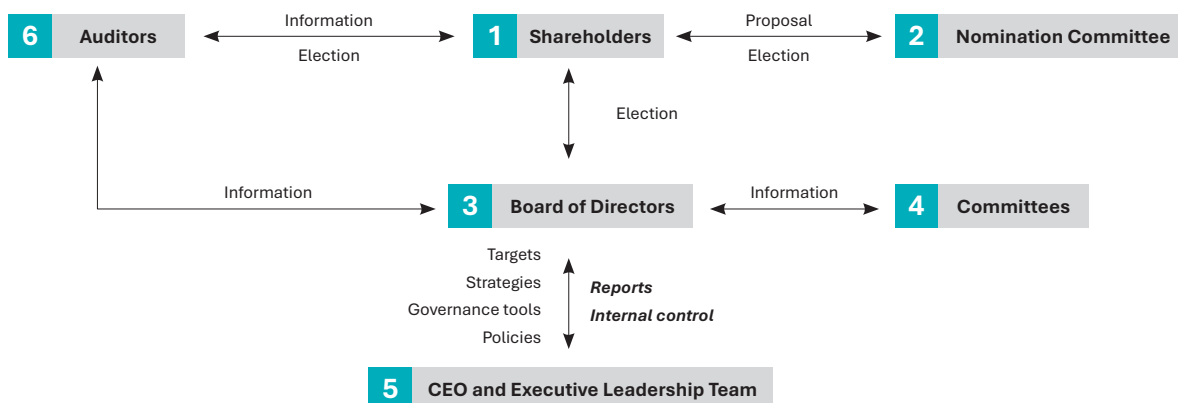 Information
Proposal
6 Auditors
1 Shareholders
2 Nomination Committee
Election
Election
Election
Information
Information
3 Board of Directors
4 Committees
Targets
Strategies
Governance tools
Policies
Reports
Internal control
5 CEO and Executive Leadership Team